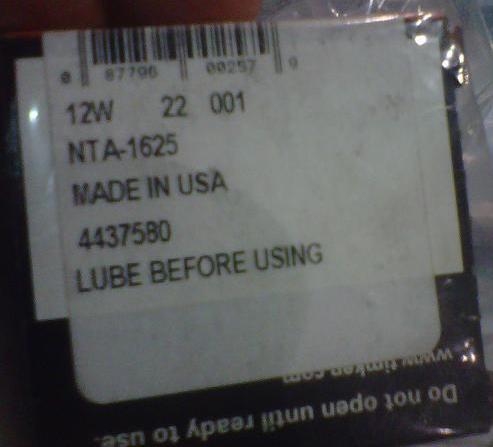 0 87796 00257 9
12W 22 001
NTA-1625
MADE IN USA
4437580
LUBE BEFORE USING
www.timken.com
Do not open until ready to use.